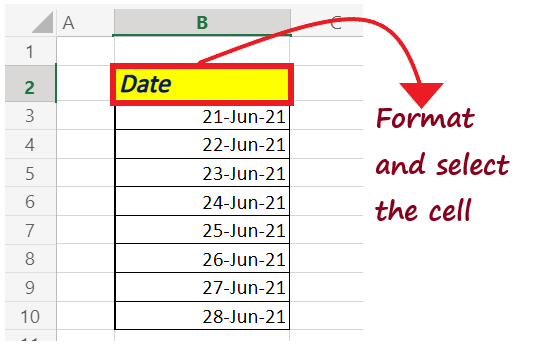 A B C
1
2 Date
3 21-Jun-21
4 22-Jun-21
5 23-Jun-21
6 24-Jun-21
7 25-Jun-21
8 26-Jun-21
9 27-Jun-21
10 28-Jun-21
Format
and select
the cell